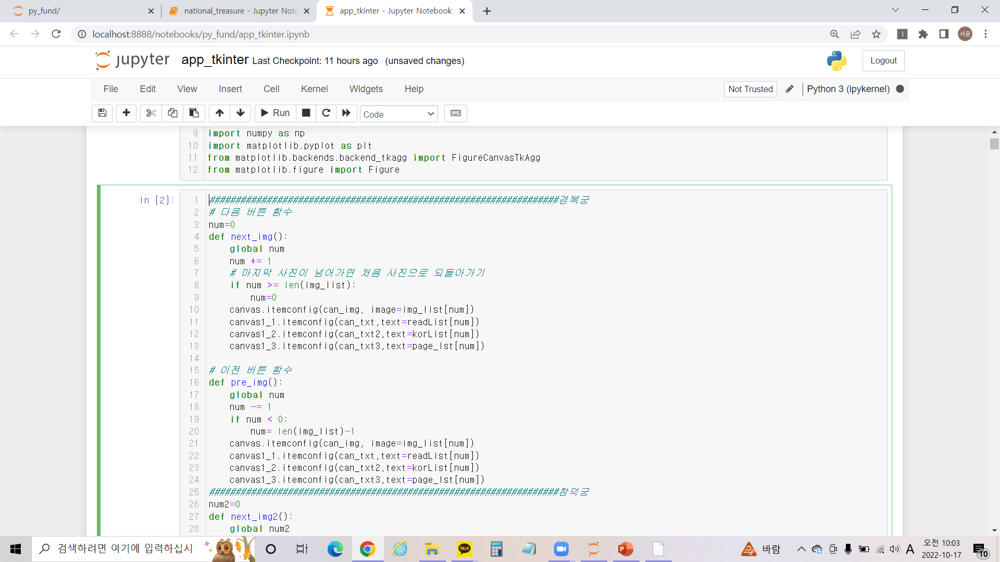 py_fund/
national_treasure - Jupyter Note
app_tkinter - Jupyter Notebook
localhost:8888/notebooks/py_fund/app_tkinter.ipynb
서윤
jupyter app_tkinter Last Checkpoint: 11 hours ago (unsaved changes)
Logout
File Edit View Insert Cell Kernel Widgets Help
Not Trusted
Python 3 (ipykernel)
Run
Code
9 import numpy as np
10 import matplotlib.pyplot as plt
11 from matplotlib.backends.backend_tkagg import FigureCanvasTkAgg
12 from matplotlib.figure import Figure
In [2]:
1 ###################################################################경복궁
2 # 다음 버튼 함수
3 num=0
4 def next_img():
5     global num
6     num += 1
7     # 마지막 사진이 넘어가면 처음 사진으로 되돌아가기
8     if num >= len(img_list):
9         num=0
10     canvas.itemconfig(can_img, image=img_list[num])
11     canvas1_1.itemconfig(can_txt,text=readList[num])
12     canvas1_2.itemconfig(can_txt2,text=korList[num])
13     canvas1_3.itemconfig(can_txt3,text=page_lst[num])
14
15 # 이전 버튼 함수
16 def pre_img():
17     global num
18     num -= 1
19     if num < 0:
20         num= len(img_list)-1
21     canvas.itemconfig(can_img, image=img_list[num])
22     canvas1_1.itemconfig(can_txt,text=readList[num])
23     canvas1_2.itemconfig(can_txt2,text=korList[num])
24     canvas1_3.itemconfig(can_txt3,text=page_lst[num])
25 ###################################################################창덕궁
26 num2=0
27 def next_img2():
28     global num2
검색하려면 여기에 입력하십시
TALK
바람
A
오전 10:03
2022-10-17
10